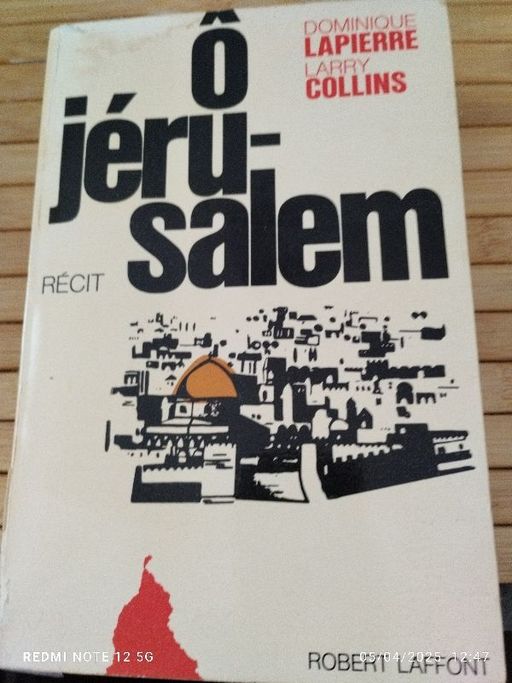 Ô
jéru-
salem
DOMINIQUE
LAPIERRE
LARRY
COLLINS
RÉCIT
ROBERT LAFFONT
REDMI NOTE 12 5G
05/04/2025 12:47